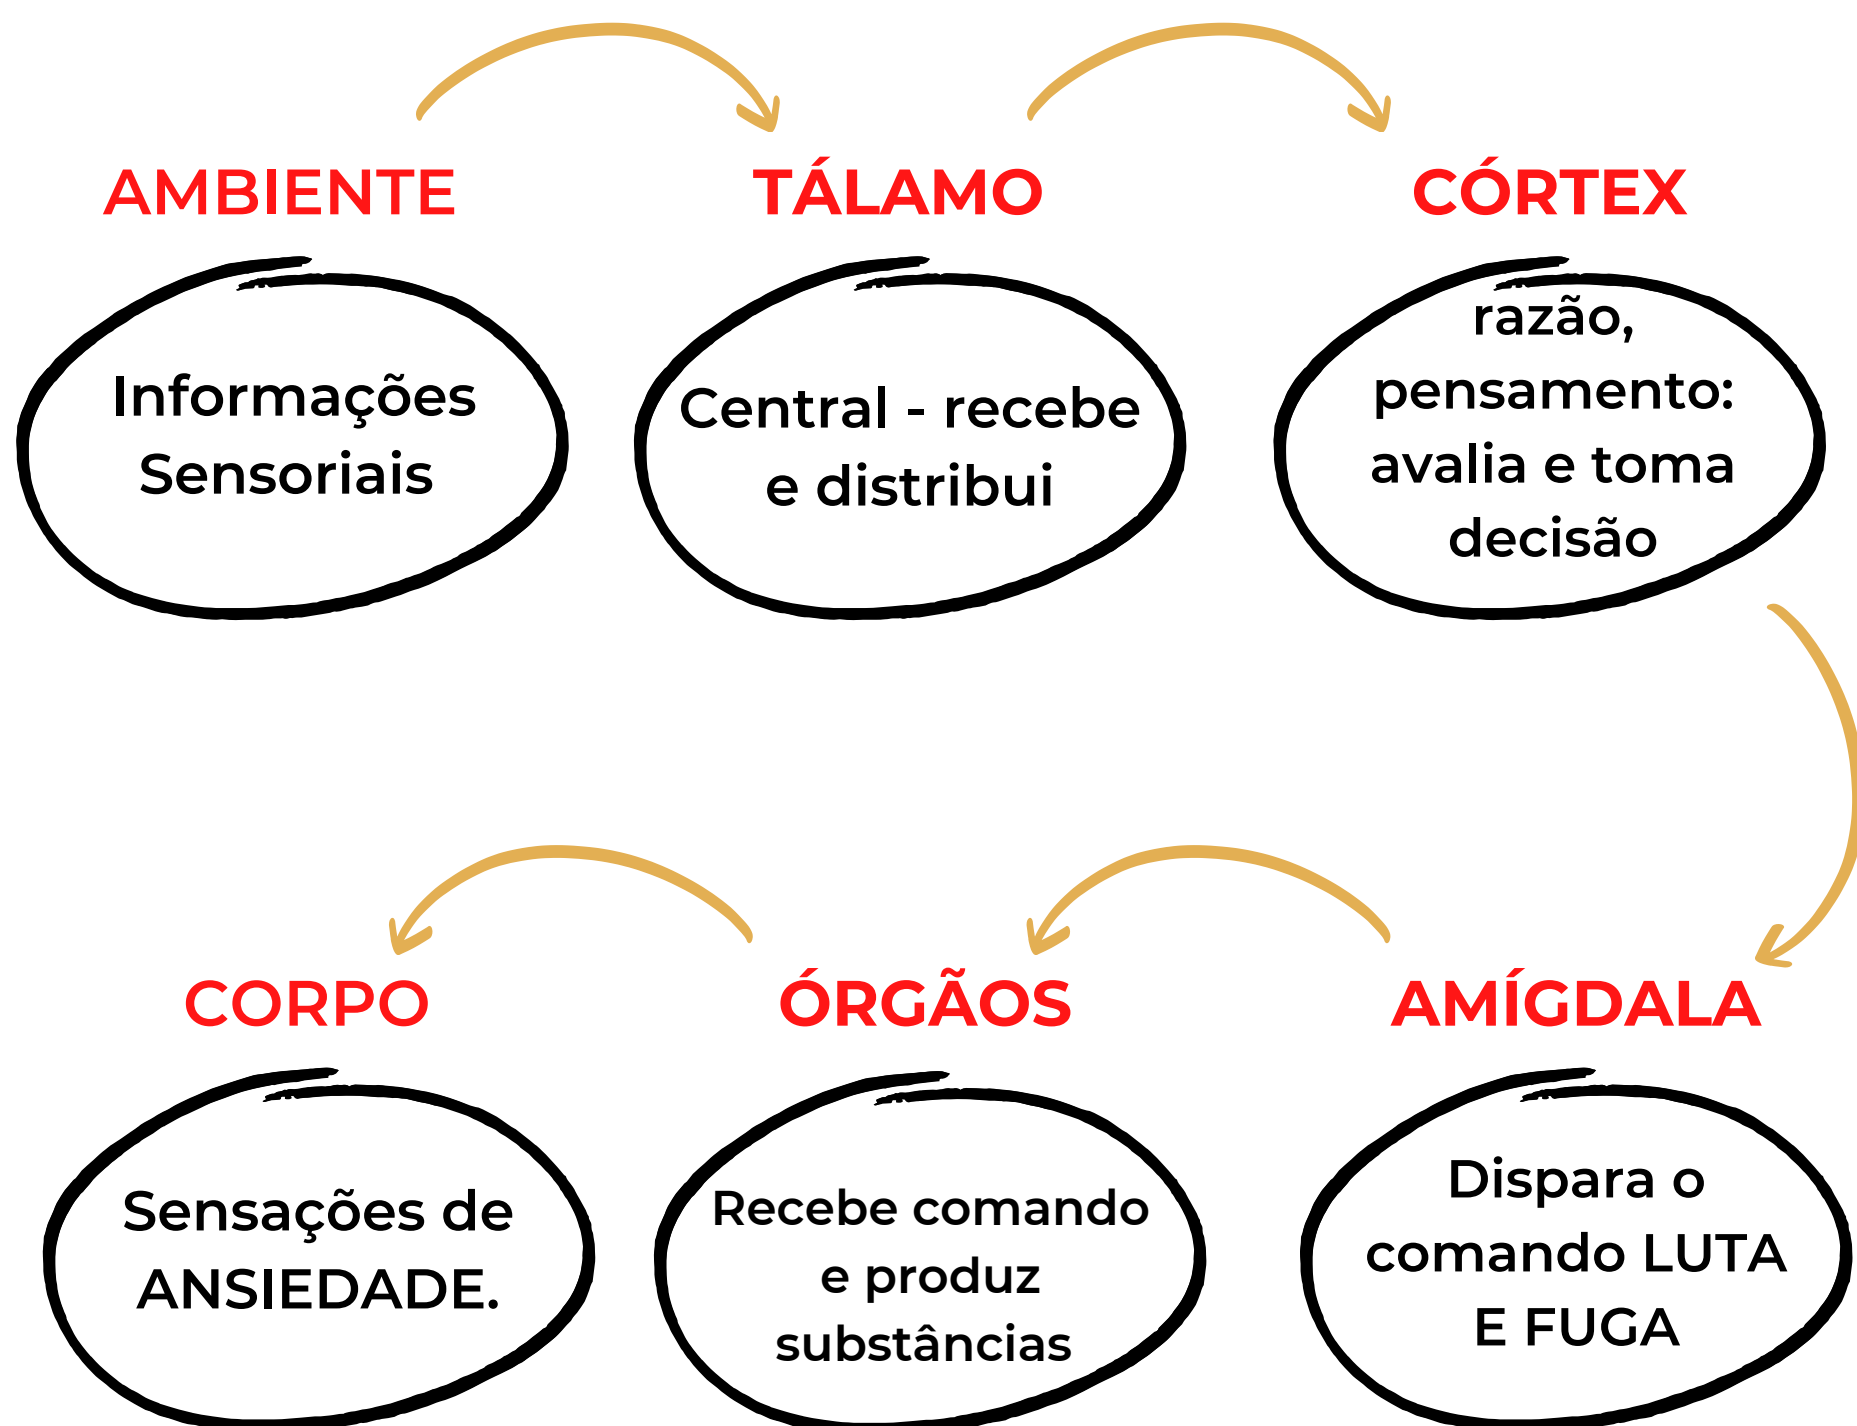 AMBIENTE
Informações
Sensoriais
TÁLAMO
Central - recebe
e distribui
CÓRTEX
razão,
pensamento:
avalia e toma
decisão
AMÍGDALA
Dispara o
comando LUTA
E FUGA
ÓRGÃOS
Recebe comando
e produz
substâncias
CORPO
Sensações de
ANSIEDADE.